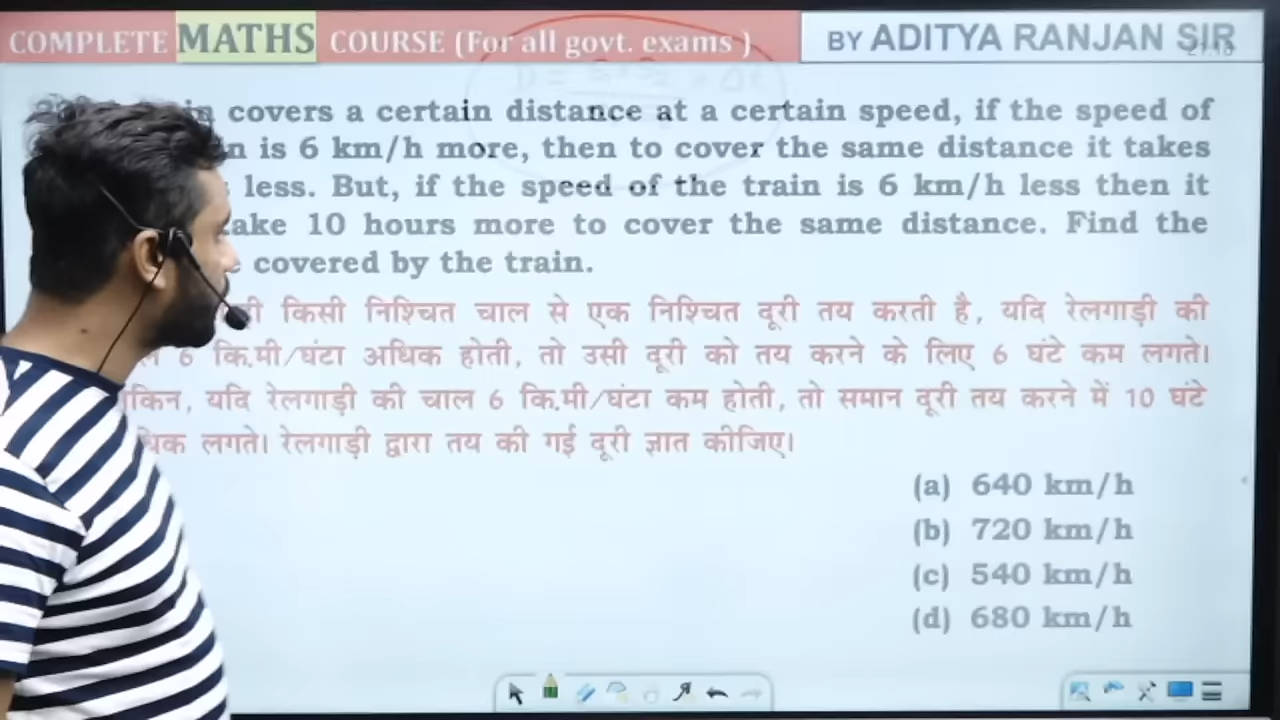 COMPLETE MATHS COURSE (For all govt. exams ) BY ADITYA RANJAN SIR
covers a certain distance at a certain speed, if the speed of
is 6 km/h more, then to cover the same distance it takes
less. But, if the speed of the train is 6 km/h less then it
take 10 hours more to cover the same distance. Find the
covered by the train.
किसी निश्चित चाल से एक निश्चित दूरी तय करती है, यदि रेलगाड़ी की
6 कि.मी/घंटा अधिक होती, तो उसी दूरी को तय करने के लिए 6 घंटे कम लगते।
यदि रेलगाड़ी की चाल 6 कि.मी/घंटा कम होती, तो समान दूरी तय करने में 10 घंटे
लगते। रेलगाड़ी द्वारा तय की गई दूरी ज्ञात कीजिए।
(a) 640 km/h
(b) 720 km/h
(c) 540 km/h
(d) 680 km/h